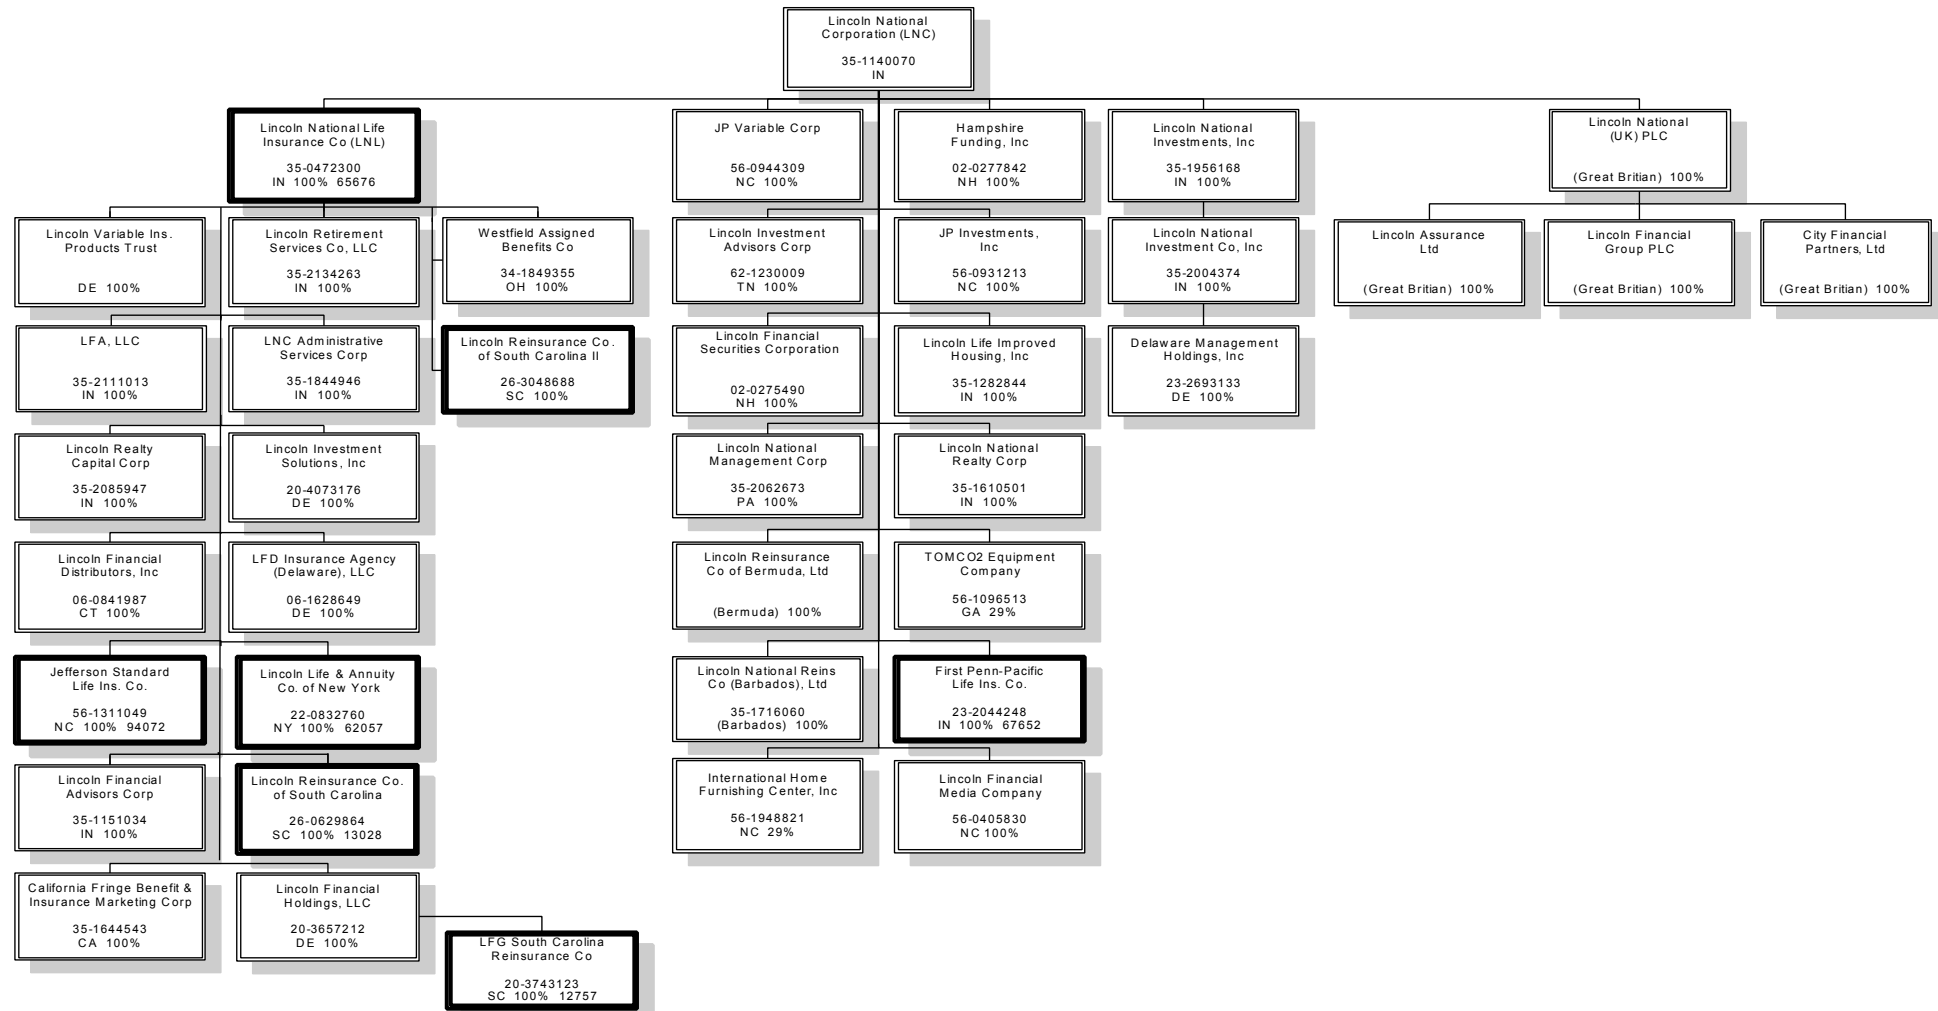 Lincoln National
Corporation (LNC)
35-1140070
IN
Lincoln National Life
Insurance Co (LNL)
35-0472300
IN 100% 65676
JP Variable Corp
56-0944309
NC 100%
Hampshire
Funding, Inc
02-0277842
NH 100%
Lincoln National
Investments, Inc
35-1956168
IN 100%
Lincoln National
(UK) PLC
(Great Britian) 100%
Lincoln Variable Ins.
Products Trust
DE 100%
Lincoln Retirement
Services Co, LLC
35-2134263
IN 100%
Westfield Assigned
Benefits Co
34-1849355
OH 100%
Lincoln Investment
Advisors Corp
62-1230009
TN 100%
JP Investments,
Inc
56-0931213
NC 100%
Lincoln National
Investment Co, Inc
35-2004374
IN 100%
Lincoln Assurance
Ltd
(Great Britian) 100%
Lincoln Financial
Group PLC
(Great Britian) 100%
City Financial
Partners, Ltd
(Great Britian) 100%
LFA, LLC
35-2111013
IN 100%
LNC Administrative
Services Corp
35-1844946
IN 100%
Lincoln Reinsurance Co.
of South Carolina II
26-3048688
SC 100%
Lincoln Financial
Securities Corporation
02-0275490
NH 100%
Lincoln Life Improved
Housing, Inc
35-1282844
IN 100%
Delaware Management
Holdings, Inc
23-2693133
DE 100%
Lincoln Realty
Capital Corp
35-2085947
IN 100%
Lincoln Investment
Solutions, Inc
20-4073176
DE 100%
Lincoln National
Management Corp
35-2062673
PA 100%
Lincoln National
Realty Corp
35-1610501
IN 100%
Lincoln Financial
Distributors, Inc
06-0841987
CT 100%
LFD Insurance Agency
(Delaware), LLC
06-1628649
DE 100%
Lincoln Reinsurance
Co of Bermuda, Ltd
(Bermuda) 100%
TOMCO2 Equipment
Company
56-1096513
GA 29%
Jefferson Standard
Life Ins. Co.
56-1311049
NC 100% 94072
Lincoln Life & Annuity
Co. of New York
22-0832760
NY 100% 62057
Lincoln National Reins
Co (Barbados), Ltd
35-1716060
(Barbados) 100%
First Penn-Pacific
Life Ins. Co.
23-2044248
IN 100% 67652
Lincoln Financial
Advisors Corp
35-1151034
IN 100%
Lincoln Reinsurance Co.
of South Carolina
26-0629864
SC 100% 13028
International Home
Furnishing Center, Inc
56-1948821
NC 29%
Lincoln Financial
Media Company
56-0405830
NC 100%
California Fringe Benefit &
Insurance Marketing Corp
35-1644543
CA 100%
Lincoln Financial
Holdings, LLC
20-3657212
DE 100%
LFG South Carolina
Reinsurance Co
20-3743123
SC 100% 12757